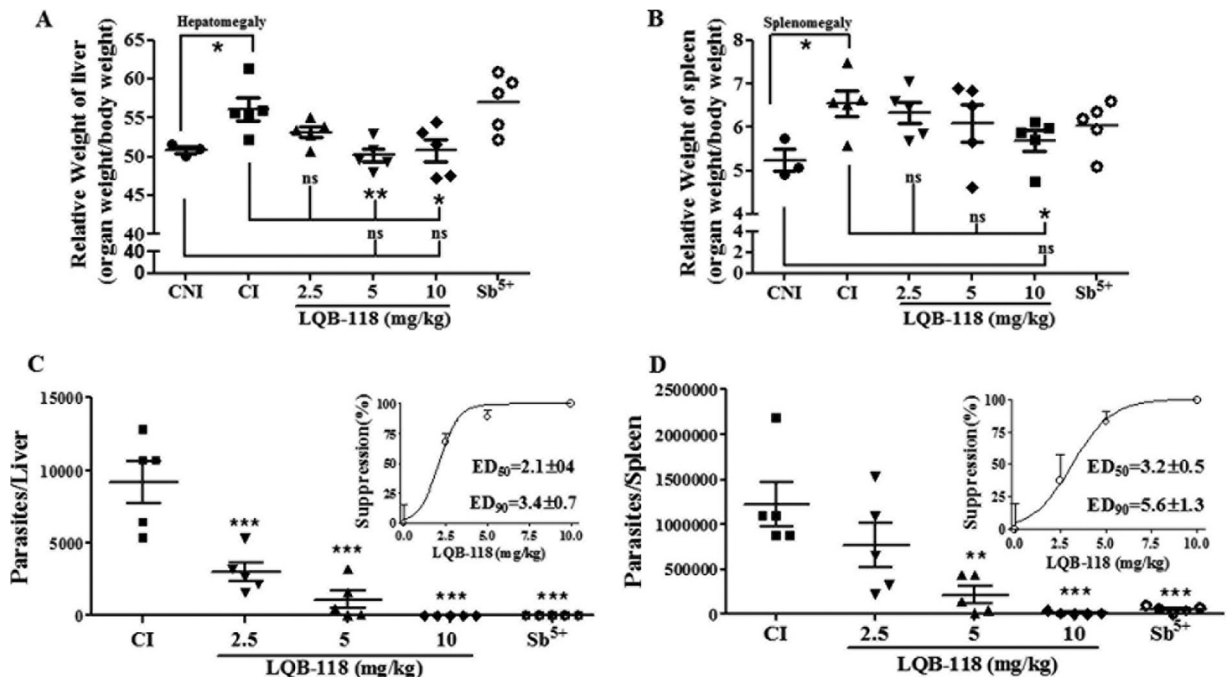 A
Hepatomegaly
*
Relative Weight of liver
(organ weight/body weight)
65
60
55
50
45
40
40
20
0
ns
**
*
ns
ns
CNI
CI
2.5
5
10
Sb5+
LQB-118 (mg/kg)
B
Splenomegaly
*
Relative Weight of spleen
(organ weight/body weight)
8
7
6
5
4
4
2
0
ns
ns
*
ns
CNI
CI
2.5
5
10
Sb5+
LQB-118 (mg/kg)
C
Parasites/Liver
15000
10000
5000
0
***
***
***
***
CI
2.5
5
10
Sb5+
LQB-118 (mg/kg)
Suppression(%)
100
75
50
25
0
ED50=2.1±04
ED90=3.4±0.7
0.0
2.5
5.0
7.5
10.0
LQB-118 (mg/kg)
D
Parasites/Spleen
2500000
2000000
1500000
1000000
500000
0
**
***
***
CI
2.5
5
10
Sb5+
LQB-118 (mg/kg)
Suppression(%)
100
75
50
25
0
ED50=3.2±0.5
ED90=5.6±1.3
0.0
2.5
5.0
7.5
10.0
LQB-118 (mg/kg)